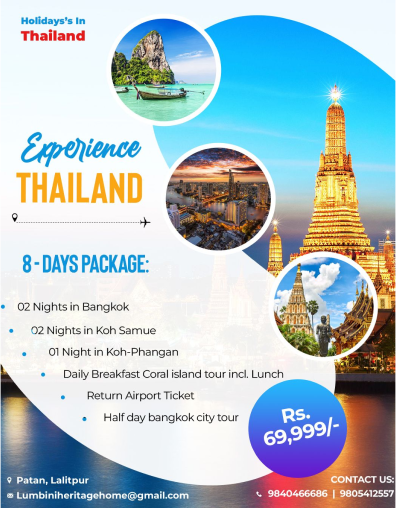 Holidays's In
Thailand
Experience
THAILAND
8 - DAYS PACKAGE:
02 Nights in Bangkok
02 Nights in Koh Samue
01 Night in Koh-Phangan
Daily Breakfast Coral island tour incl. Lunch
Return Airport Ticket
Half day bangkok city tour
Rs.
69,999/-
Patan, Lalitpur
Lumbiniheritagehome@gmail.com
CONTACT US:
9840466686 | 9805412557